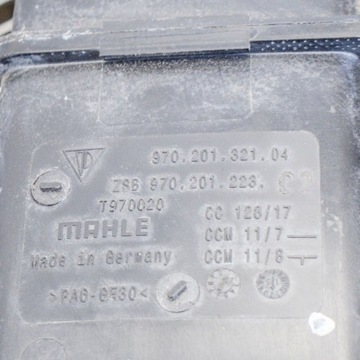 970.201.321.04
ZSB 970.201.223.
T970020
MAHLE
Made in Germany
CC 128/17
CCM 11/7
CCM 11/8
>PA6-GF30<